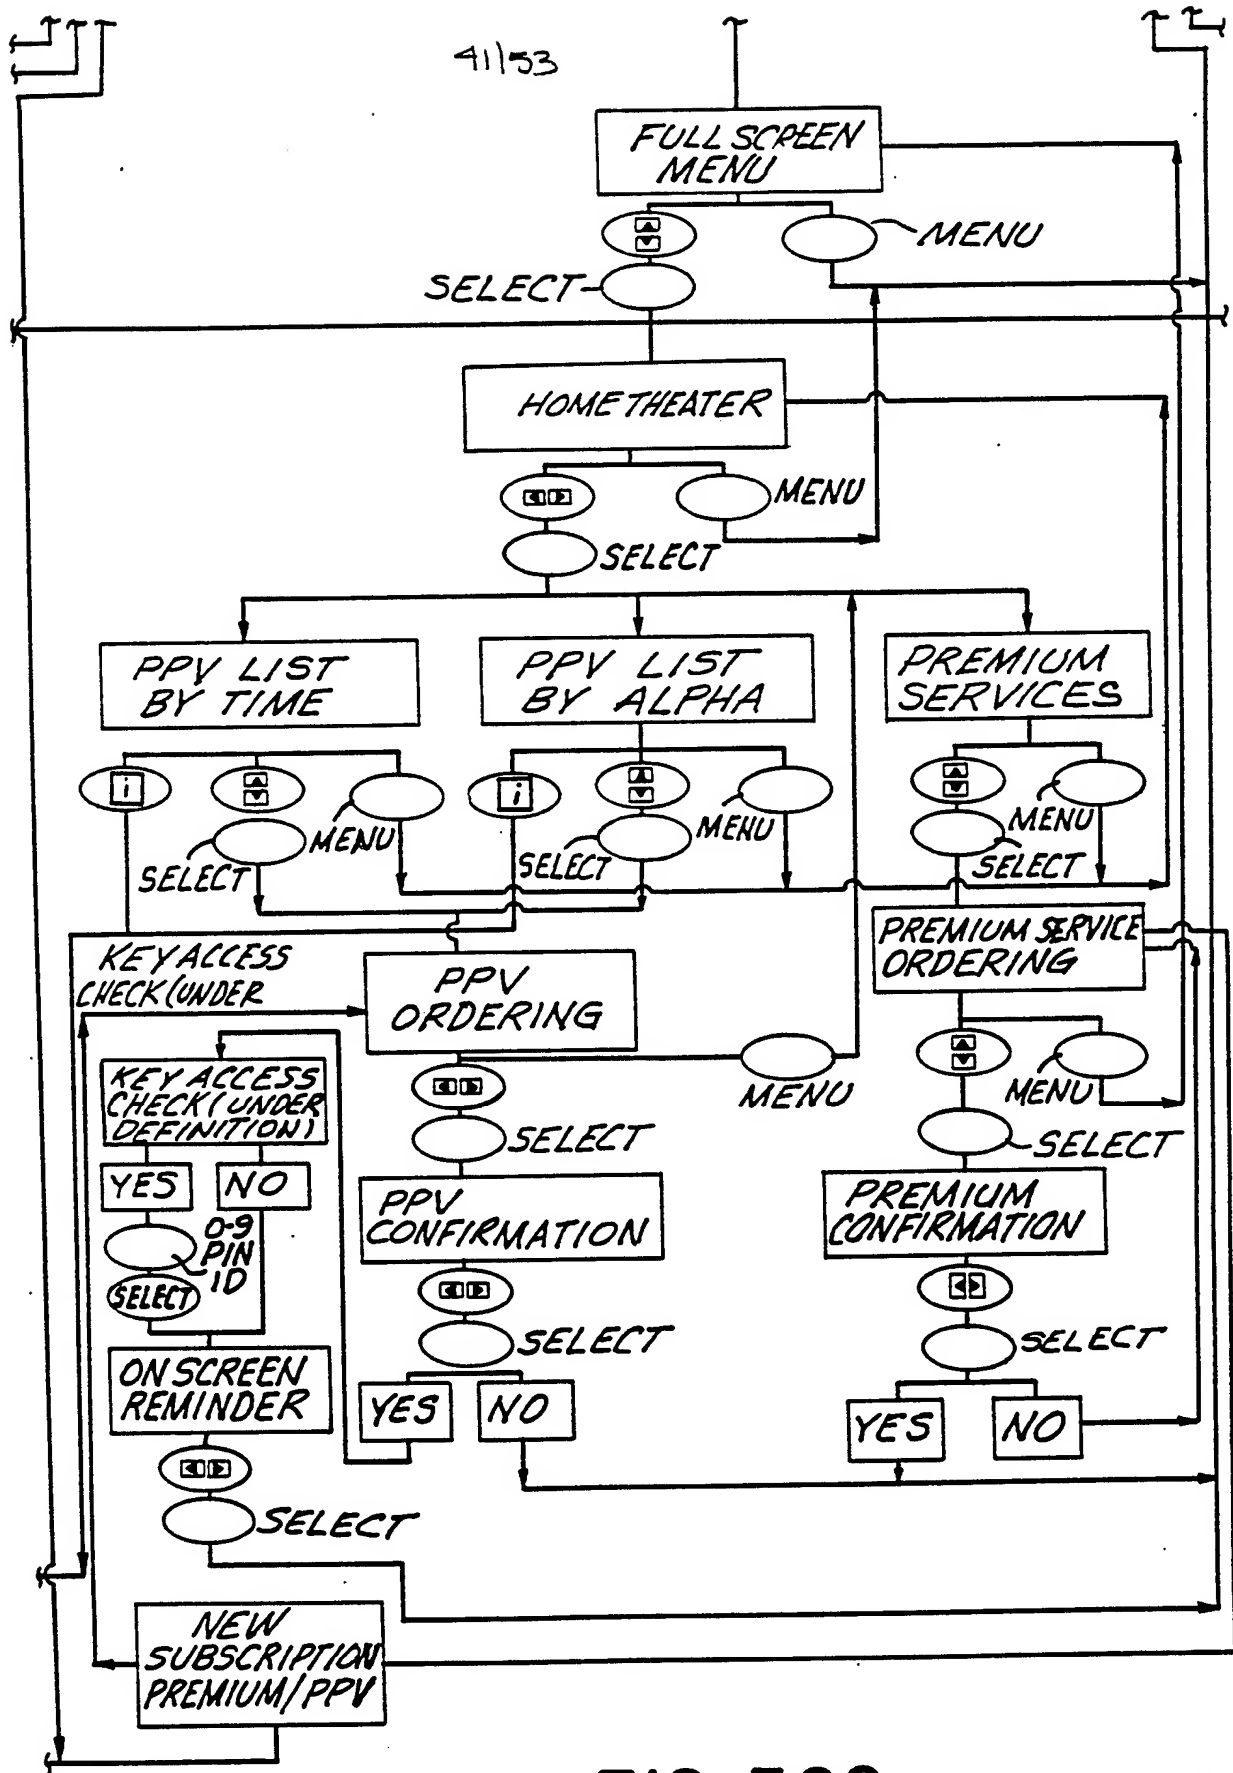 41/53
FULL SCREEN
MENU
MENU
SELECT
HOME THEATER
MENU
SELECT
PPV LIST
BY TIME
PPV LIST
BY ALPHA
PREMIUM
SERVICES
i
i
MENU
MENU
MENU
SELECT
SELECT
SELECT
KEY ACCESS
CHECK (UNDER
PPV
ORDERING
PREMIUM SERVICE
ORDERING
KEY ACCESS
CHECK (UNDER
DEFINITION)
MENU
MENU
SELECT
SELECT
YES
NO
PPV
CONFIRMATION
PREMIUM
CONFIRMATION
0-9
PIN
ID
SELECT
SELECT
SELECT
ON SCREEN
REMINDER
YES
NO
YES
NO
SELECT
NEW
SUBSCRIPTION
PREMIUM/PPV